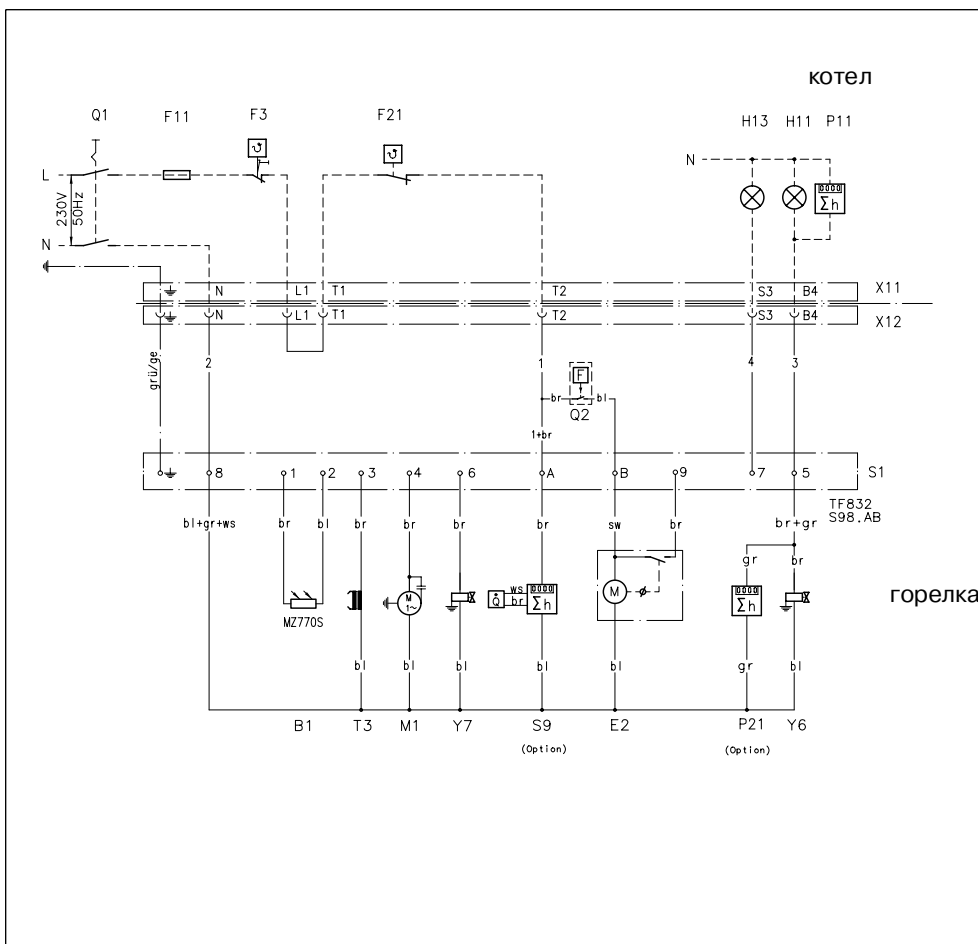 котел
Q1 F11 F3 F21 H13 H11 P11
N
L
0000
Σh
230V
50Hz
N
N L1 T1 T2 S3 B4 X11
N L1 T1 T2 S3 B4 X12
grü/ge 2 1 4 3
F
br bl
Q2
1+br
8 1 2 3 4 6 A B 9 7 5 S1
TF832
S98.AB
bl+gr+ws br bl br br br br sw br br+gr
gr br
горелка
M
1~
ws
br
Q
0000
Σh
M
0000
Σh
MZ770S
bl bl bl bl bl gr bl
B1 T3 M1 Y7 S9 E2 P21 Y6
(Option) (Option)